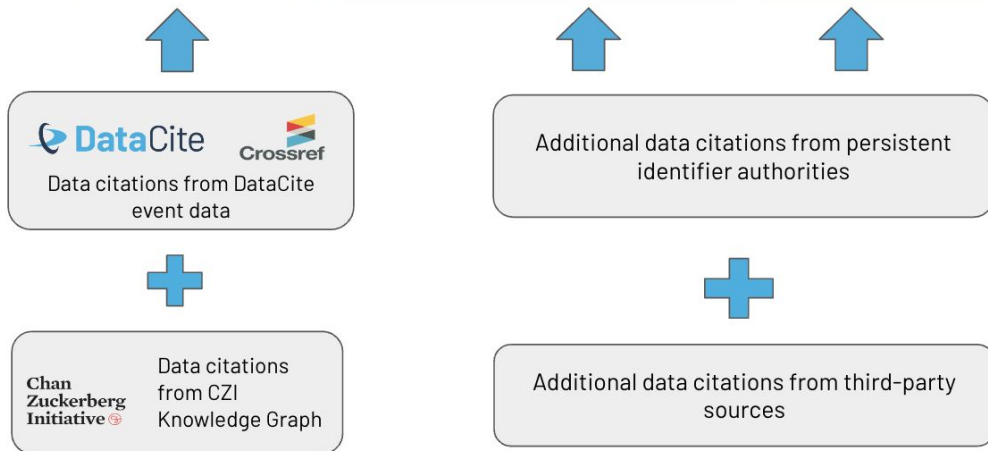 DataCite
Crossref
Data citations from DataCite
event data
Additional data citations from persistent
identifier authorities
Chan
Zuckerberg
Initiative
Data citations
from CZI
Knowledge Graph
Additional data citations from third-party
sources